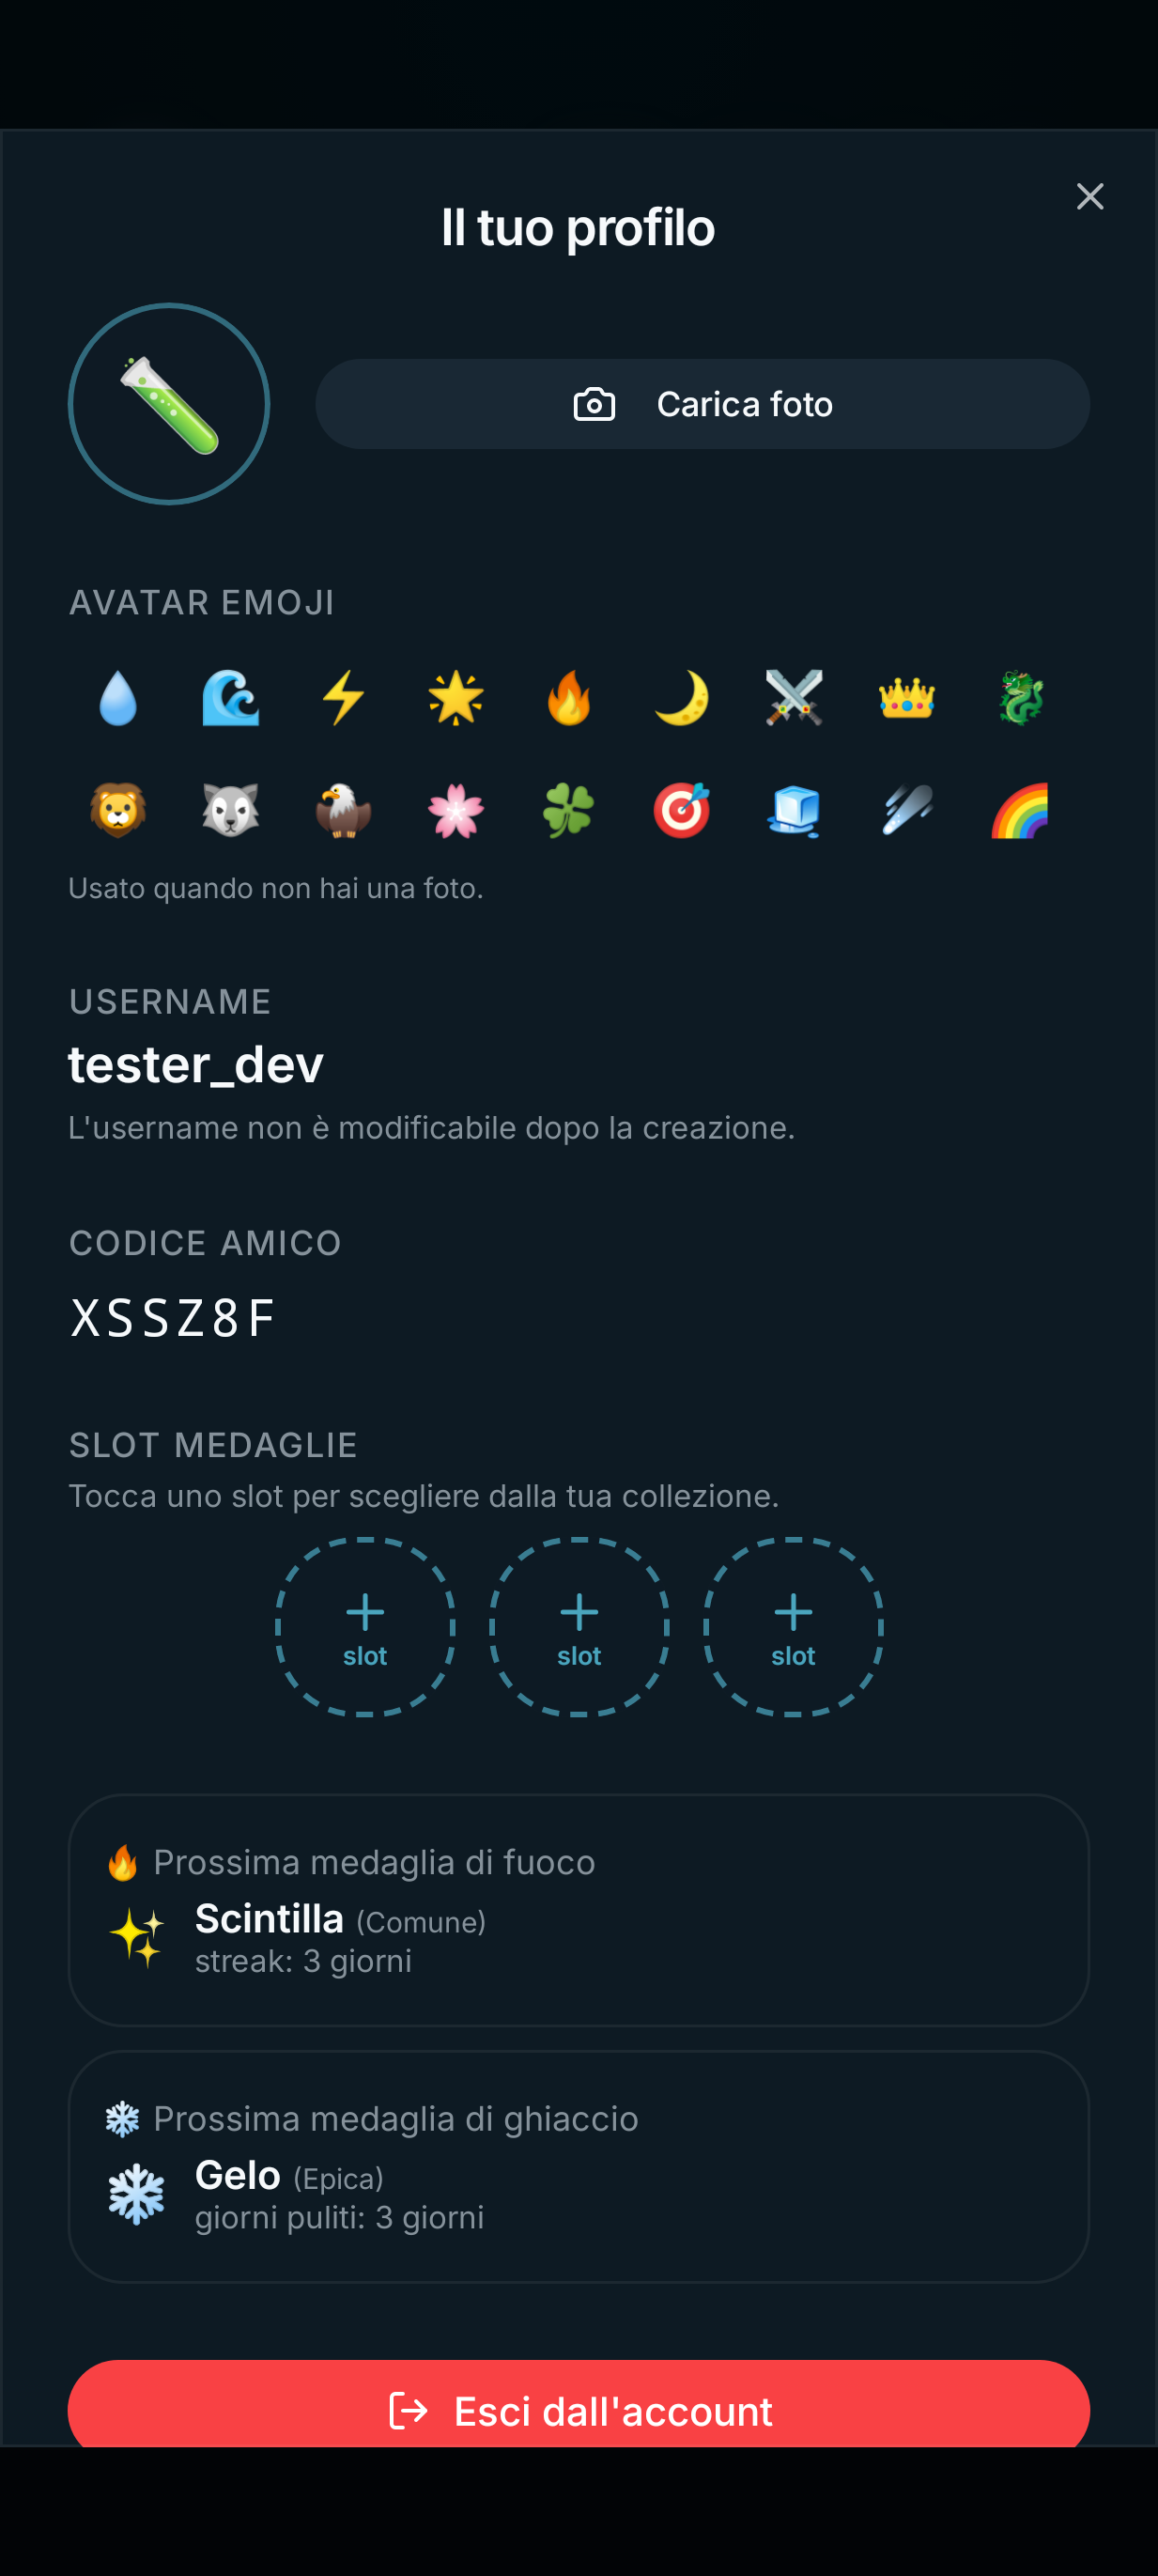 Il tuo profilo
Carica foto
AVATAR EMOJI
Usato quando non hai una foto.
USERNAME
tester_dev
L'username non è modificabile dopo la creazione.
CODICE AMICO
XSSZ8F
SLOT MEDAGLIE
Tocca uno slot per scegliere dalla tua collezione.
slot slot slot
Prossima medaglia di fuoco
Scintilla (Comune)
streak: 3 giorni
Prossima medaglia di ghiaccio
Gelo (Epica)
giorni puliti: 3 giorni
Esci dall'account